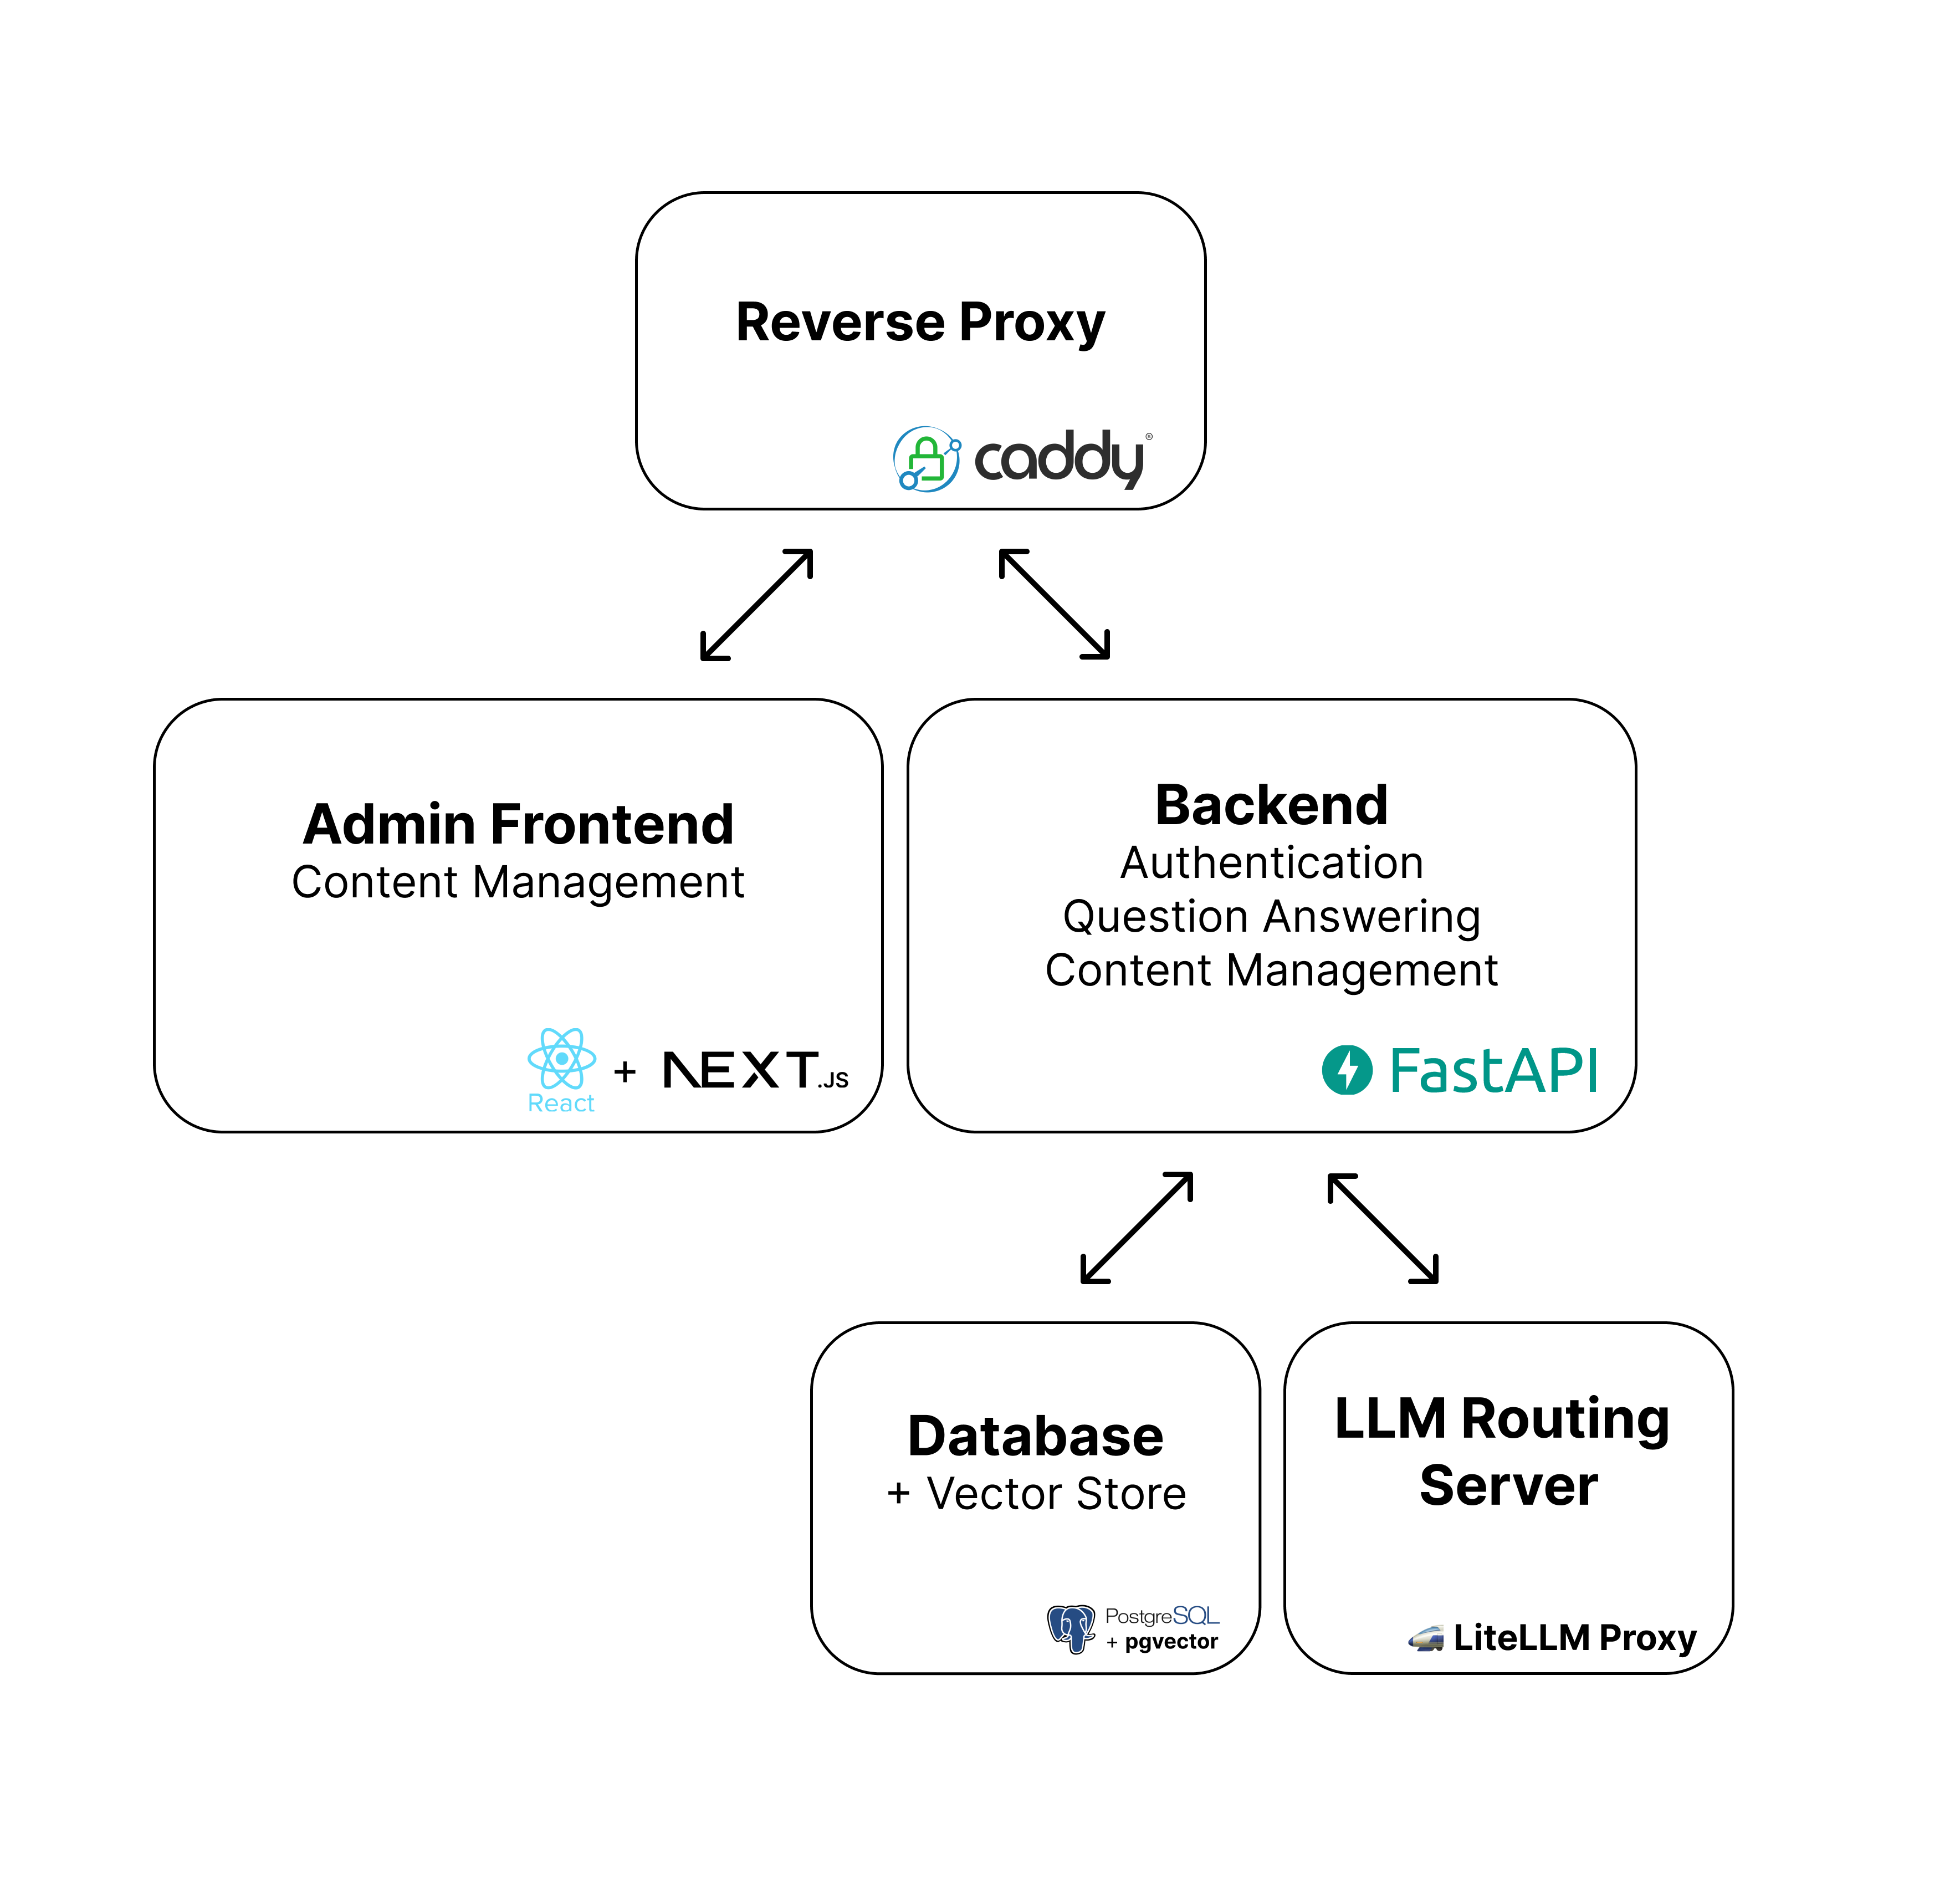 Reverse Proxy
caddy®
Admin Frontend
Content Management
React
+ NEXT.JS
Backend
Authentication
Question Answering
Content Management
FastAPI
Database
+ Vector Store
PostgreSQL
+ pgvector
LLM Routing
Server
LiteLLM Proxy